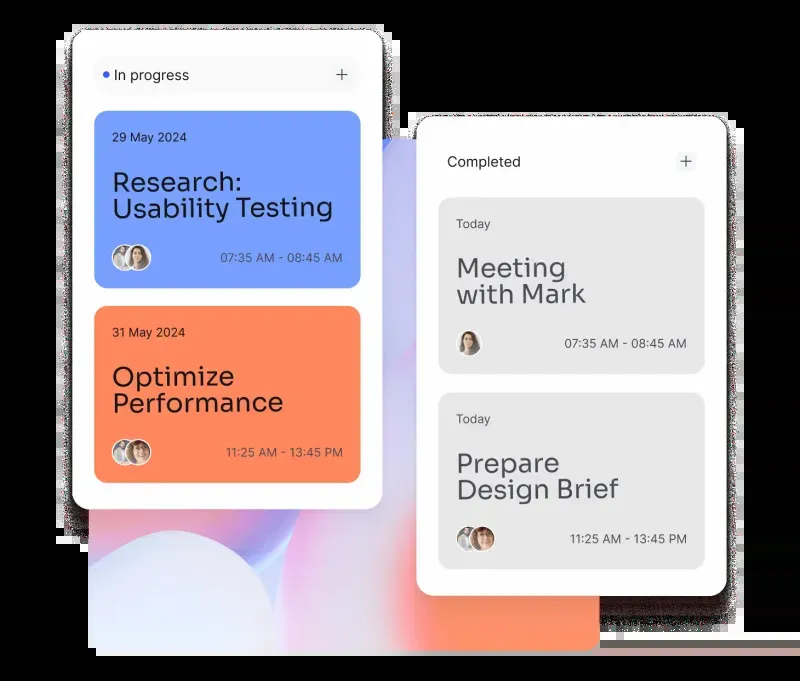 In progress
29 May 2024
Research:
Usability Testing
07:35 AM - 08:45 AM
31 May 2024
Optimize
Performance
11:25 AM - 13:45 PM
Completed
Today
Meeting
with Mark
07:35 AM - 08:45 AM
Today
Prepare
Design Brief
11:25 AM - 13:45 PM